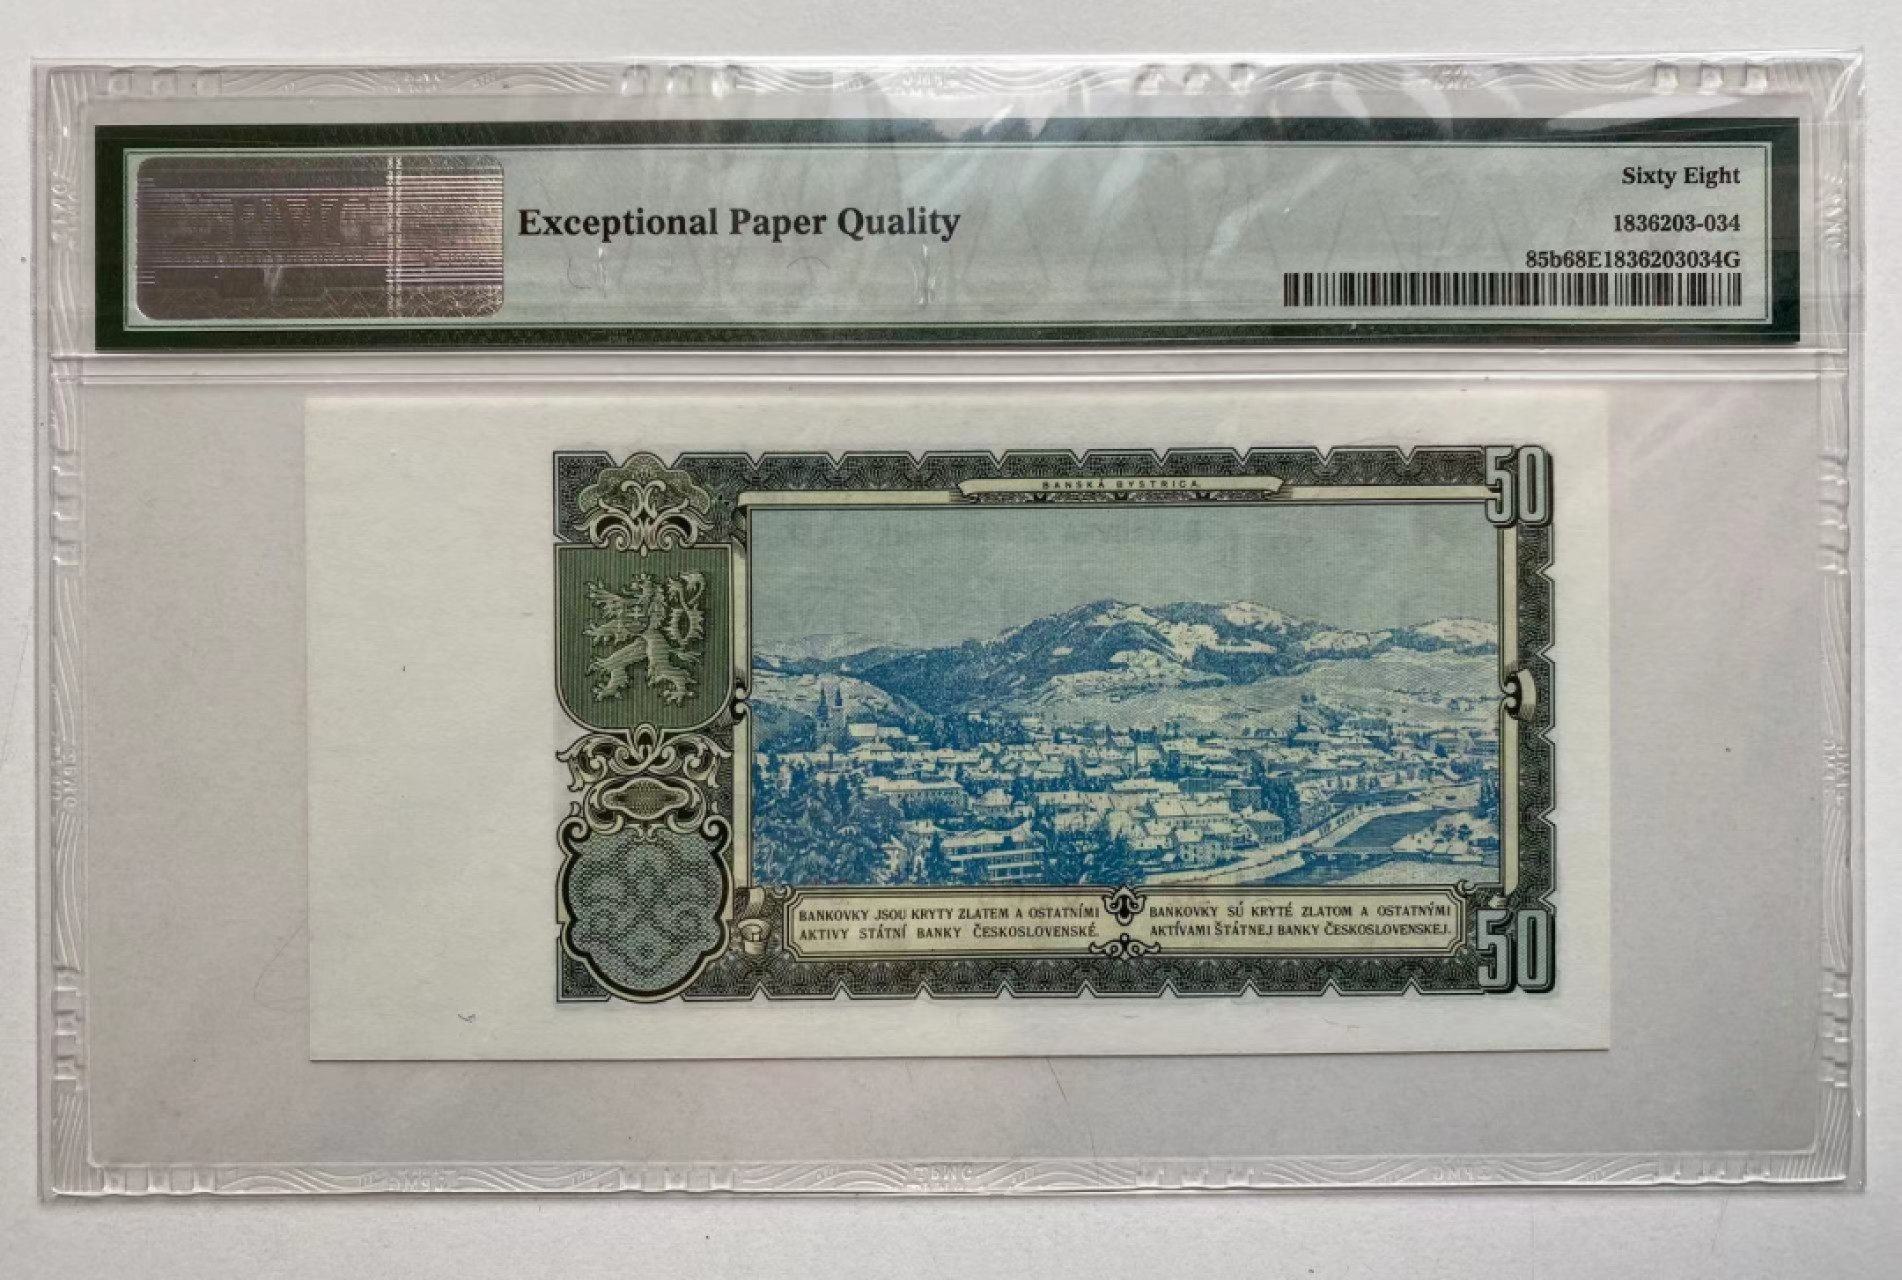 Sixty Eight
PMG
Exceptional Paper Quality
1836203-034
85b68E1836203034G
50
BANSKÁ BYSTRICA
BANKOVKY JSOU KRYTY ZLATEM A OSTATNÍMI
AKTIVY STÁTNÍ BANKY ČESKOSLOVENSKÉ.
BANKOVKY SÚ KRYTÉ ZLATOM A OSTATNÝMI
AKTÍVAMI ŠTÁTNEJ BANKY ČESKOSLOVENSKEJ.
50